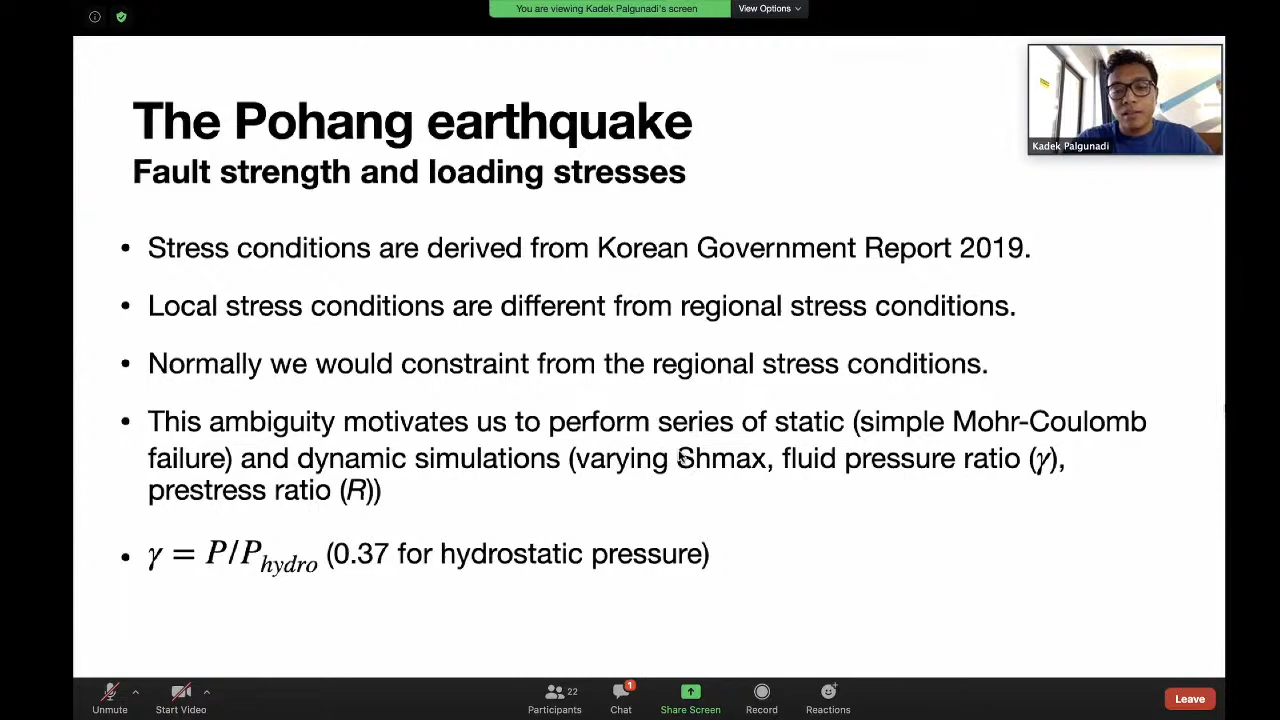 You are viewing Kadek Palgunadi's screen
View Options
The Pohang earthquake
Fault strength and loading stresses
Kadek Palgunadi
• Stress conditions are derived from Korean Government Report 2019.
• Local stress conditions are different from regional stress conditions.
• Normally we would constraint from the regional stress conditions.
• This ambiguity motivates us to perform series of static (simple Mohr-Coulomb
failure) and dynamic simulations (varying Shmax, fluid pressure ratio (γ),
prestress ratio (R))
• γ = P/P_hydro (0.37 for hydrostatic pressure)
Unmute
Start Video
22
Participants
1
Chat
Share Screen
Record
Reactions
Leave